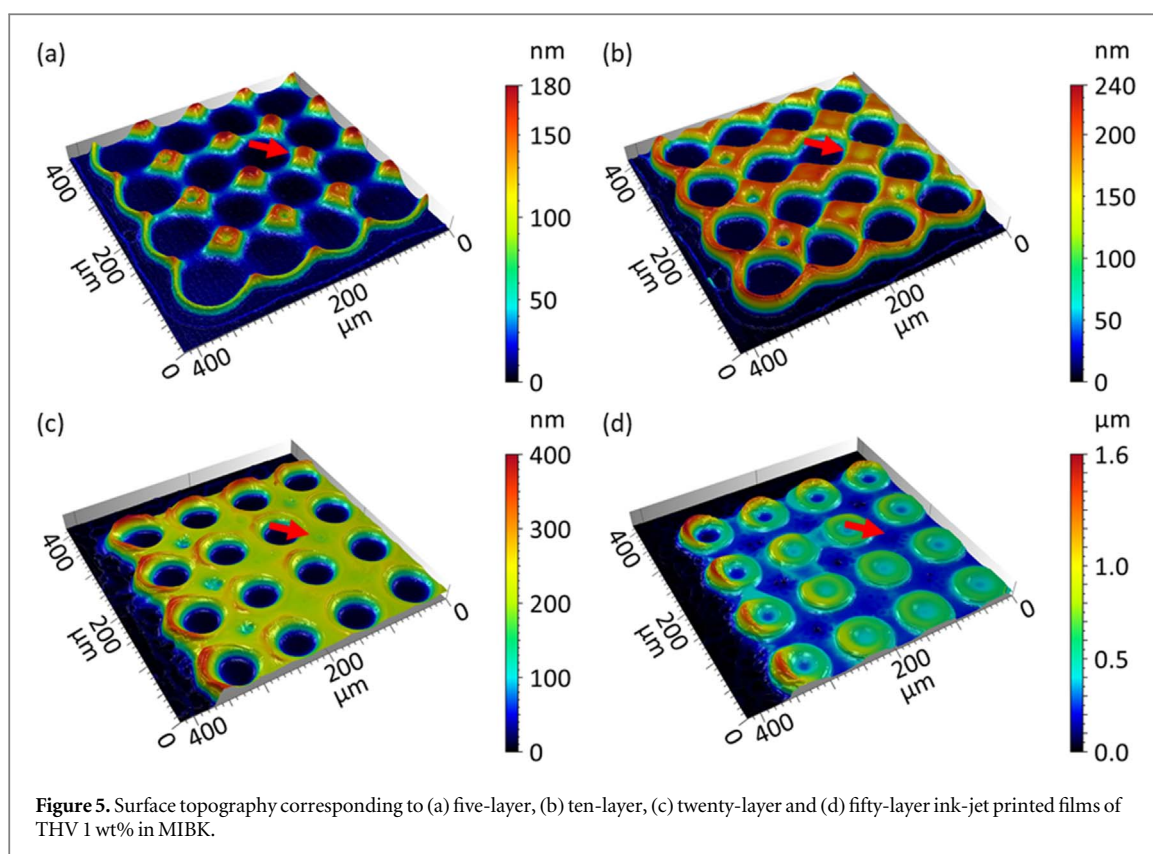 (a)
nm
180
150
100
50
0
400
200
μm
0
400
200
μm
0
(b)
nm
240
200
150
100
50
0
400
200
μm
0
400
200
μm
0
(c)
nm
400
300
200
100
0
400
200
μm
0
400
200
μm
0
(d)
μm
1.6
1.0
0.5
0.0
400
200
μm
0
400
200
μm
0
Figure 5. Surface topography corresponding to (a) five-layer, (b) ten-layer, (c) twenty-layer and (d) fifty-layer ink-jet printed films of
THV 1 wt% in MIBK.